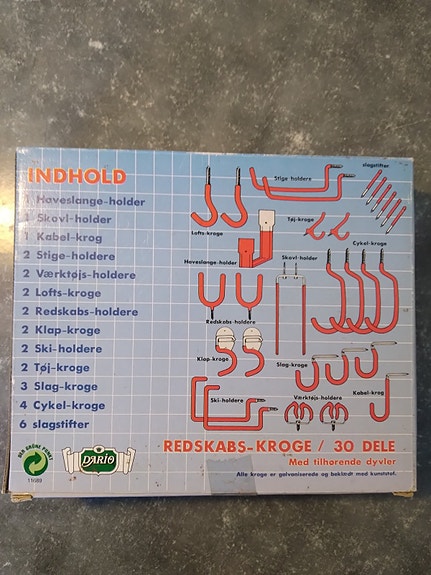 INDHOLD
1 Haveslange-holder
1 Skovl-holder
1 Kabel-krog
2 Stige-holdere
2 Værktøjs-holdere
2 Lofts-kroge
2 Redskabs-holdere
2 Klap-kroge
2 Ski-holdere
2 Tøj-kroge
3 Slag-kroge
4 Cykel-kroge
6 slagstifter
Stige holdere
slagstifter
Lofts-kroge
Tøj-kroge
Cykel-kroge
Haveslange-holder
Skovl-holder
Redskabs-holdere
Klap-kroge
Slag-kroge
Kabel-krog
Ski-holdere
Værktøjs-holdere
REDSKABS-KROGE / 30 DELE
Med tilhørende dyvler
Alle kroge er galvaniserede og beklædt med kunststof.
DER GRÜNE PUNKT
11689
DARIO